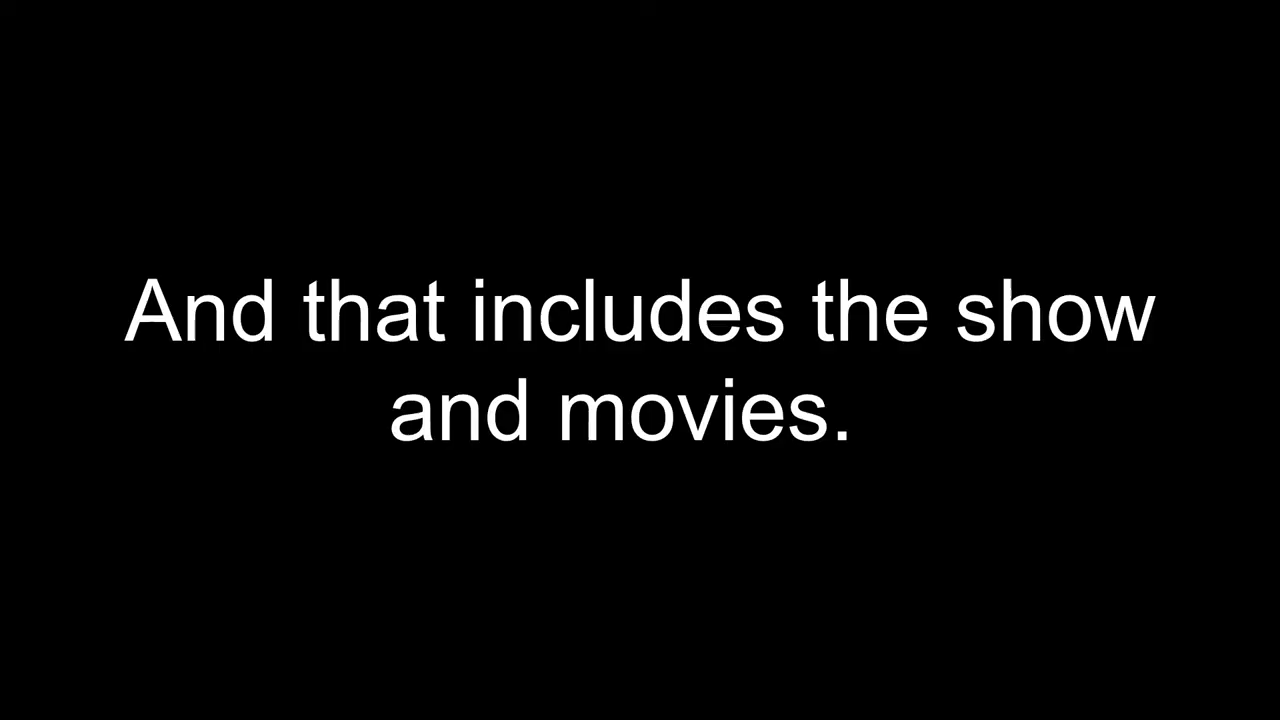 And that includes the show
and movies.